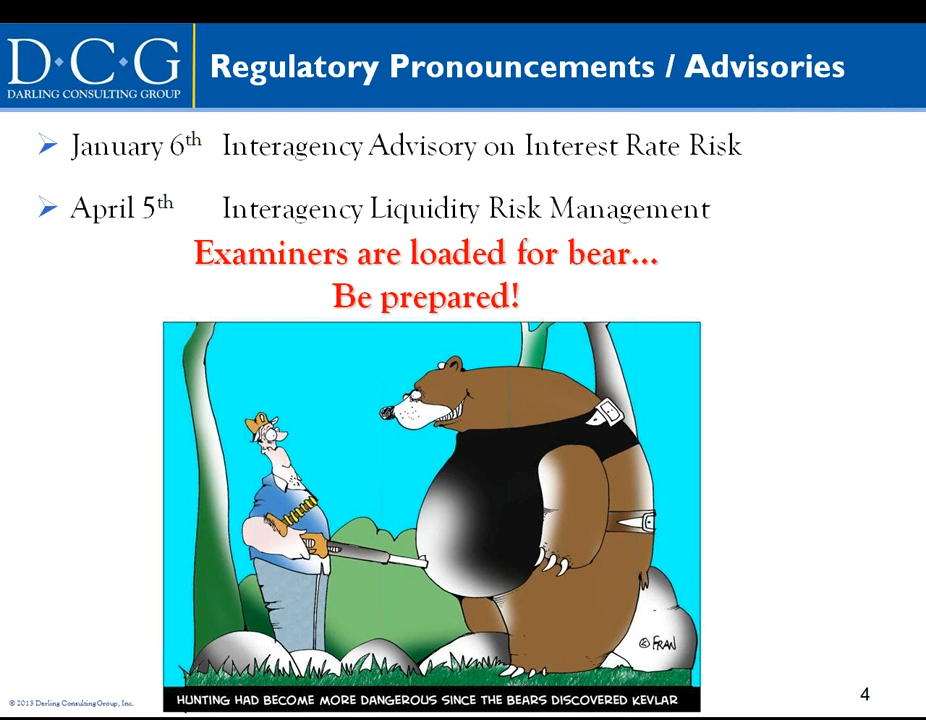 D·C·G
DARLING CONSULTING GROUP
Regulatory Pronouncements / Advisories
January 6th Interagency Advisory on Interest Rate Risk
April 5th Interagency Liquidity Risk Management
Examiners are loaded for bear...
Be prepared!
© FRAN
HUNTING HAD BECOME MORE DANGEROUS SINCE THE BEARS DISCOVERED KEVLAR
© 2013 Darling Consulting Group, Inc.
4